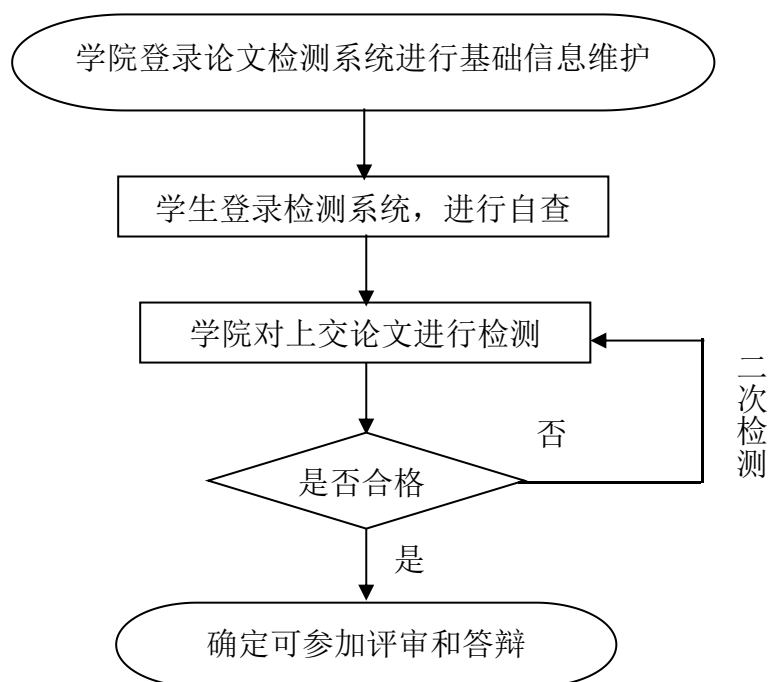 学院登录论文检测系统进行基础信息维护
学生登录检测系统，进行自查
学院对上交论文进行检测
二次检测
否
是否合格
是
确定可参加评审和答辩